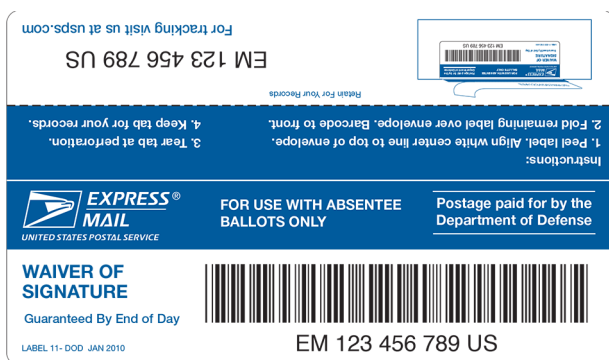 For tracking visit us at usps.com
EM 123 456 789 US
Retain For Your Records
Instructions:
1. Peel label. Align white center line to top of envelope.
2. Fold remaining label over envelope. Barcode to front.
3. Tear tab at perforation.
4. Keep tab for your records.
EXPRESS®
MAIL
UNITED STATES POSTAL SERVICE
FOR USE WITH ABSENTEE
BALLOTS ONLY
Postage paid for by the
Department of Defense
WAIVER OF
SIGNATURE
Guaranteed By End of Day
LABEL 11- DOD JAN 2010
EM 123 456 789 US